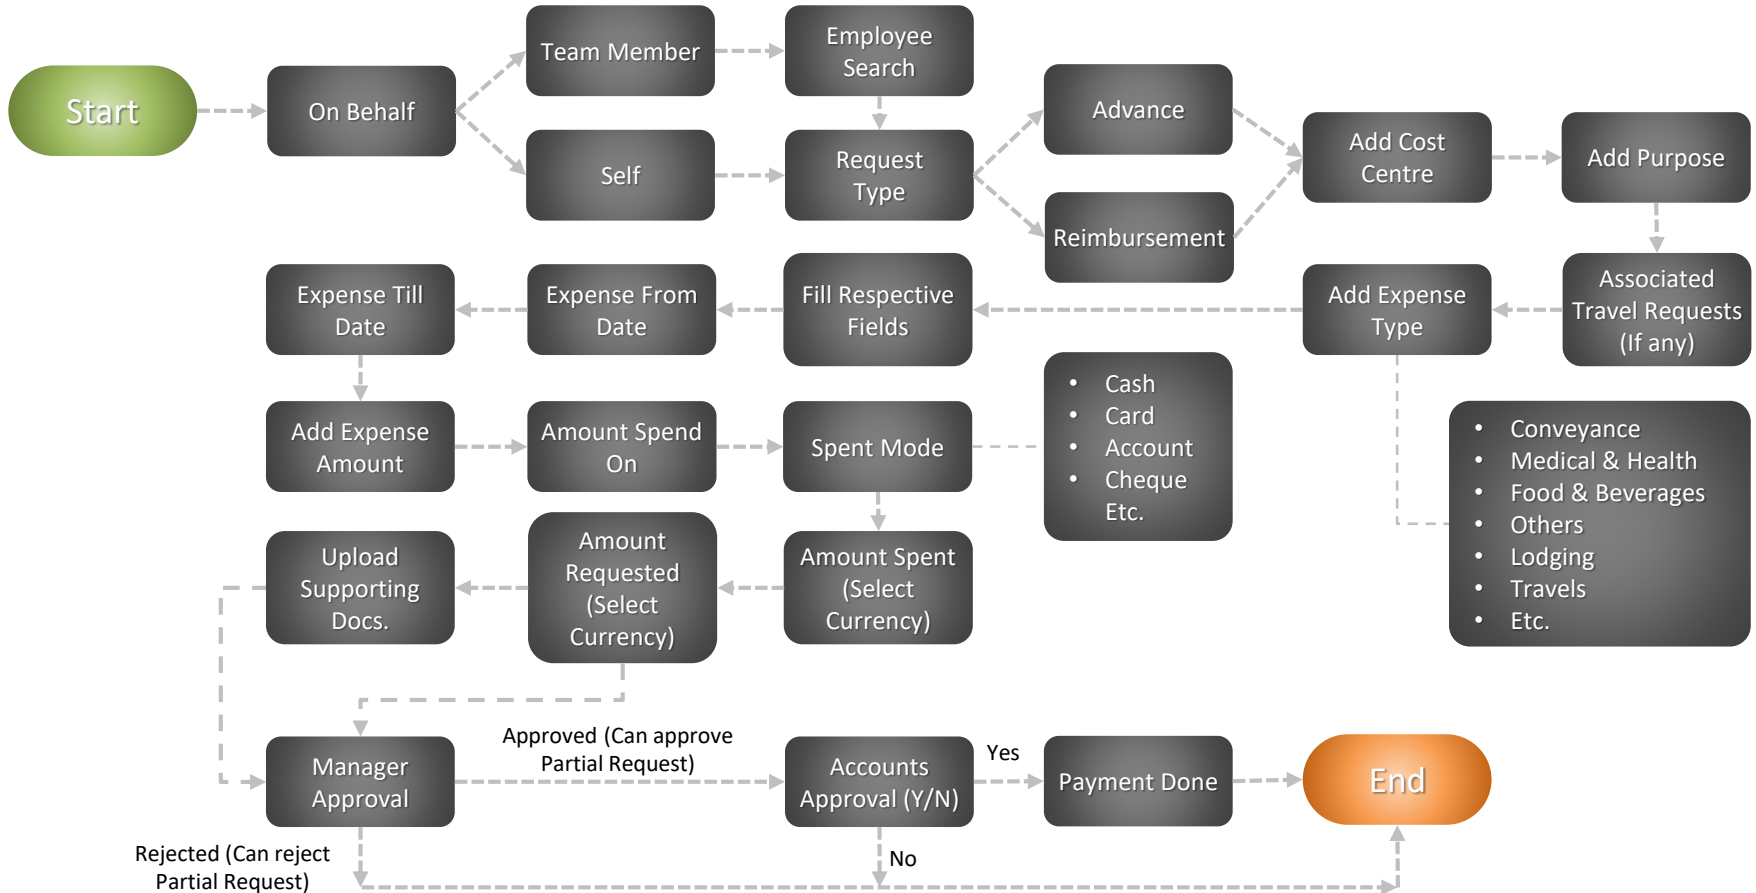 Start
On Behalf
Team Member
Employee
Search
Self
Request
Type
Advance
Reimbursement
Add Cost
Centre
Add Purpose
Associated
Travel Requests
(If any)
Add Expense
Type
Fill Respective
Fields
Expense From
Date
Expense Till
Date
• Conveyance
• Medical & Health
• Food & Beverages
• Others
• Lodging
• Travels
• Etc.
Add Expense
Amount
Amount Spend
On
Spent Mode
• Cash
• Card
• Account
• Cheque
Etc.
Amount Spent
(Select
Currency)
Amount
Requested
(Select
Currency)
Upload
Supporting
Docs.
Manager
Approval
Approved (Can approve
Partial Request)
Rejected (Can reject
Partial Request)
Accounts
Approval (Y/N)
Yes
No
Payment Done
End